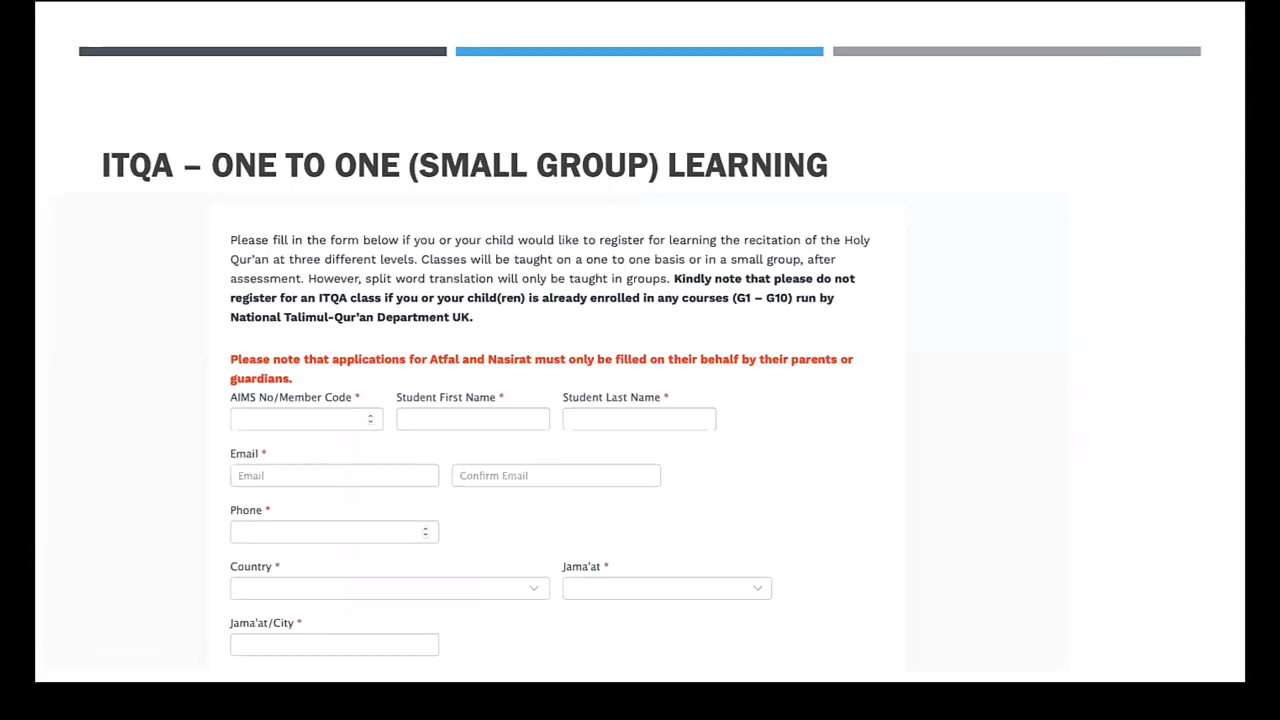 ITQA – ONE TO ONE (SMALL GROUP) LEARNING
Please fill in the form below if you or your child would like to register for learning the recitation of the Holy
Qur'an at three different levels. Classes will be taught on a one to one basis or in a small group, after
assessment. However, split word translation will only be taught in groups. Kindly note that please do not
register for an ITQA class if you or your child(ren) is already enrolled in any courses (G1 – G10) run by
National Talimul-Qur'an Department UK.
Please note that applications for Atfal and Nasirat must only be filled on their behalf by their parents or
guardians.
AIMS No/Member Code * Student First Name * Student Last Name *
Email *
Email Confirm Email
Phone *
Country * Jama'at *
Jama'at/City *